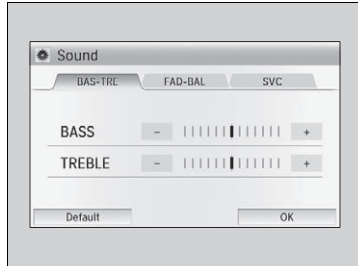 Sound
BAS-TRE FAD-BAL SVC
BASS - +
TREBLE - +
Default OK